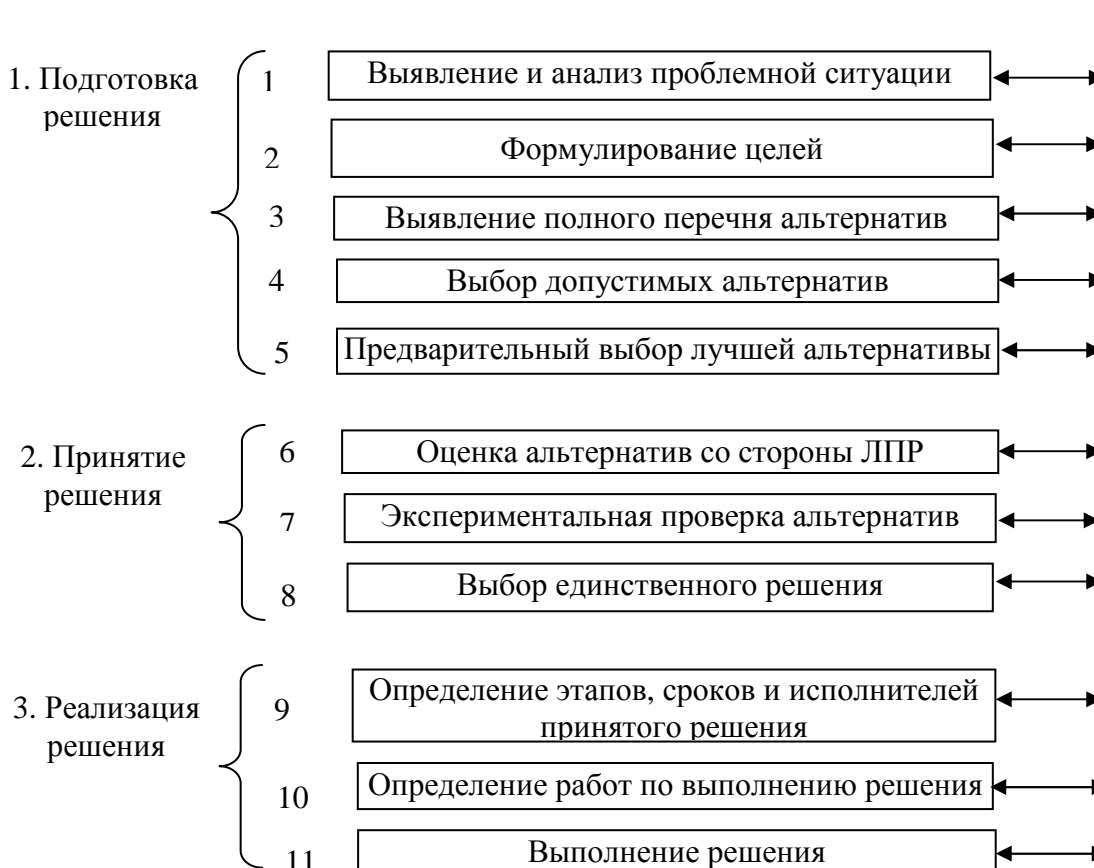 1. Подготовка
решения
1
Выявление и анализ проблемной ситуации
2
Формулирование целей
3
Выявление полного перечня альтернатив
4
Выбор допустимых альтернатив
5
Предварительный выбор лучшей альтернативы
2. Принятие
решения
6
Оценка альтернатив со стороны ЛПР
7
Экспериментальная проверка альтернатив
8
Выбор единственного решения
3. Реализация
решения
9
Определение этапов, сроков и исполнителей
принятого решения
10
Определение работ по выполнению решения
11
Выполнение решения